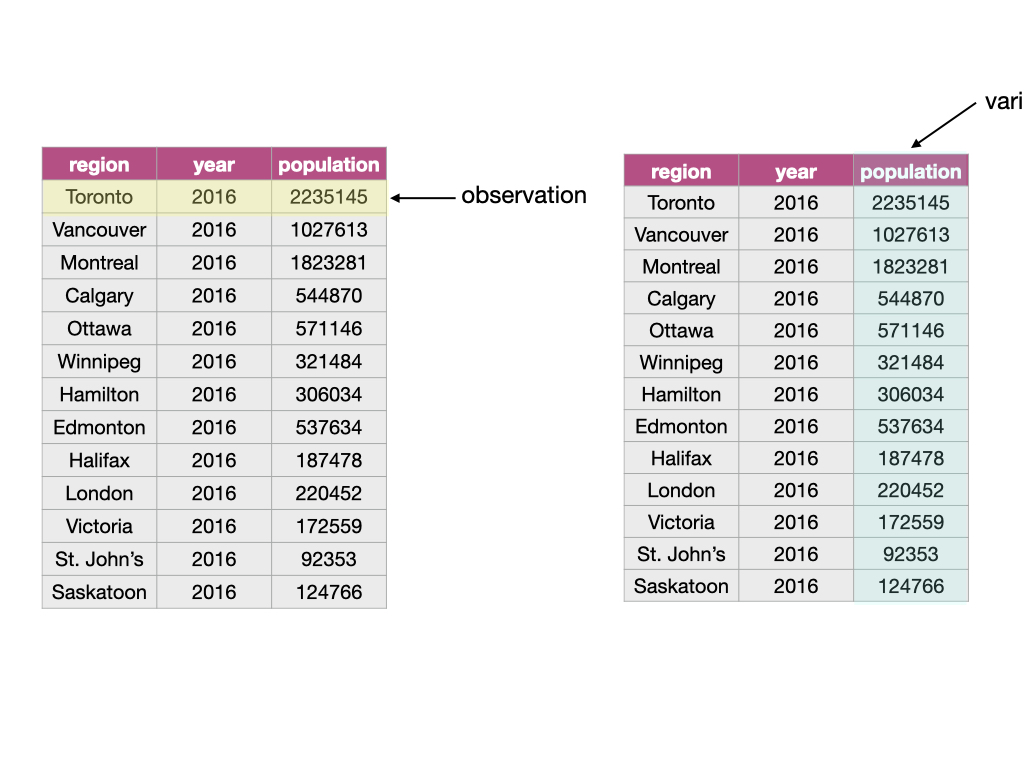 region year population
Toronto 2016 2235145
Vancouver 2016 1027613
Montreal 2016 1823281
Calgary 2016 544870
Ottawa 2016 571146
Winnipeg 2016 321484
Hamilton 2016 306034
Edmonton 2016 537634
Halifax 2016 187478
London 2016 220452
Victoria 2016 172559
St. John’s 2016 92353
Saskatoon 2016 124766
observation
vari
region year population
Toronto 2016 2235145
Vancouver 2016 1027613
Montreal 2016 1823281
Calgary 2016 544870
Ottawa 2016 571146
Winnipeg 2016 321484
Hamilton 2016 306034
Edmonton 2016 537634
Halifax 2016 187478
London 2016 220452
Victoria 2016 172559
St. John’s 2016 92353
Saskatoon 2016 124766